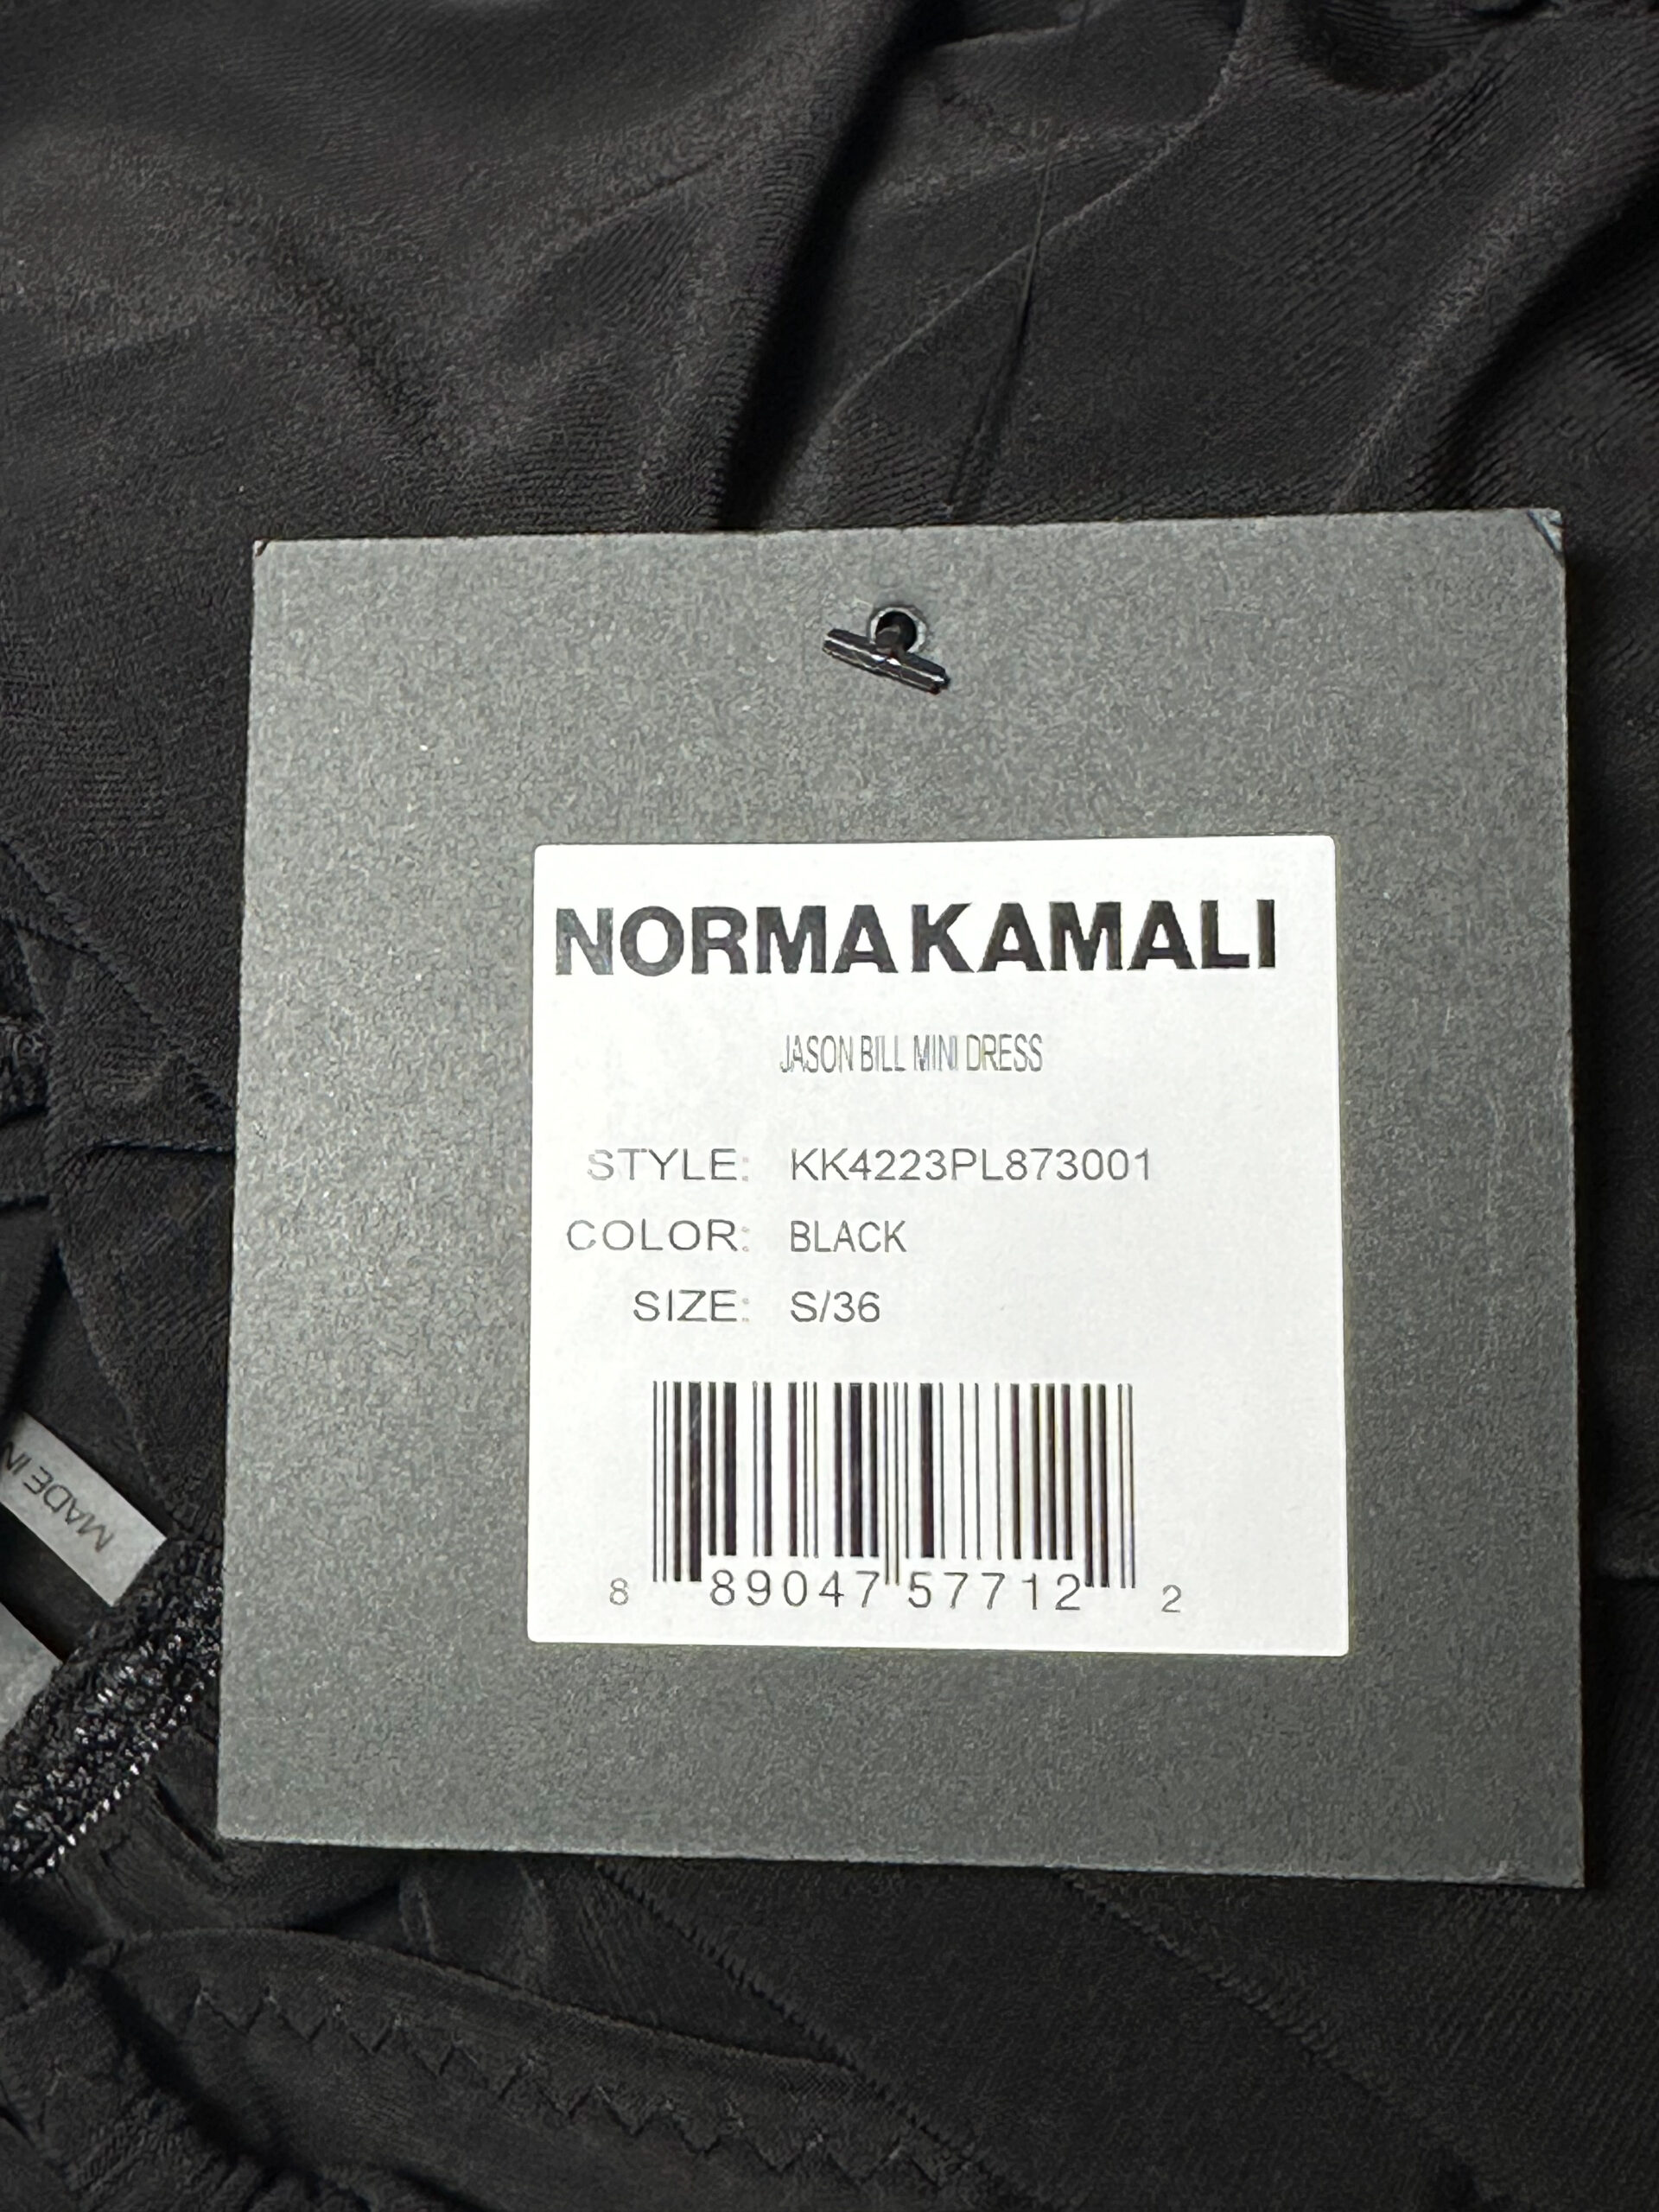 NORMA KAMALI
JASON BILL MINI DRESS
STYLE: KK4223PL873001
COLOR: BLACK
SIZE: S/36
8 89047 57712 2
MADE IN